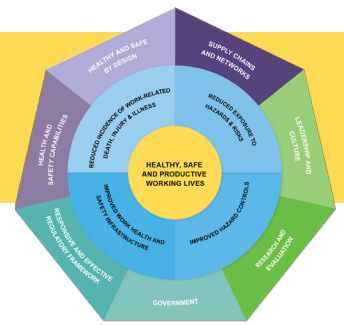 HEALTHY AND SAFE
BY DESIGN
SUPPLY CHAINS
AND NETWORKS
HEALTH AND
SAFETY CAPABILITIES
REDUCED INCIDENCE OF WORK-RELATED
DEATH, INJURY & ILLNESS
REDUCED EXPOSURE TO
HAZARDS & RISKS
LEADERSHIP AND
CULTURE
HEALTHY, SAFE
AND PRODUCTIVE
WORKING LIVES
IMPROVED WORK HEALTH AND
SAFETY INFRASTRUCTURE
IMPROVED HAZARD CONTROLS
RESPONSIVE AND EFFECTIVE
REGULATORY FRAMEWORK
RESEARCH AND
EVALUATION
GOVERNMENT